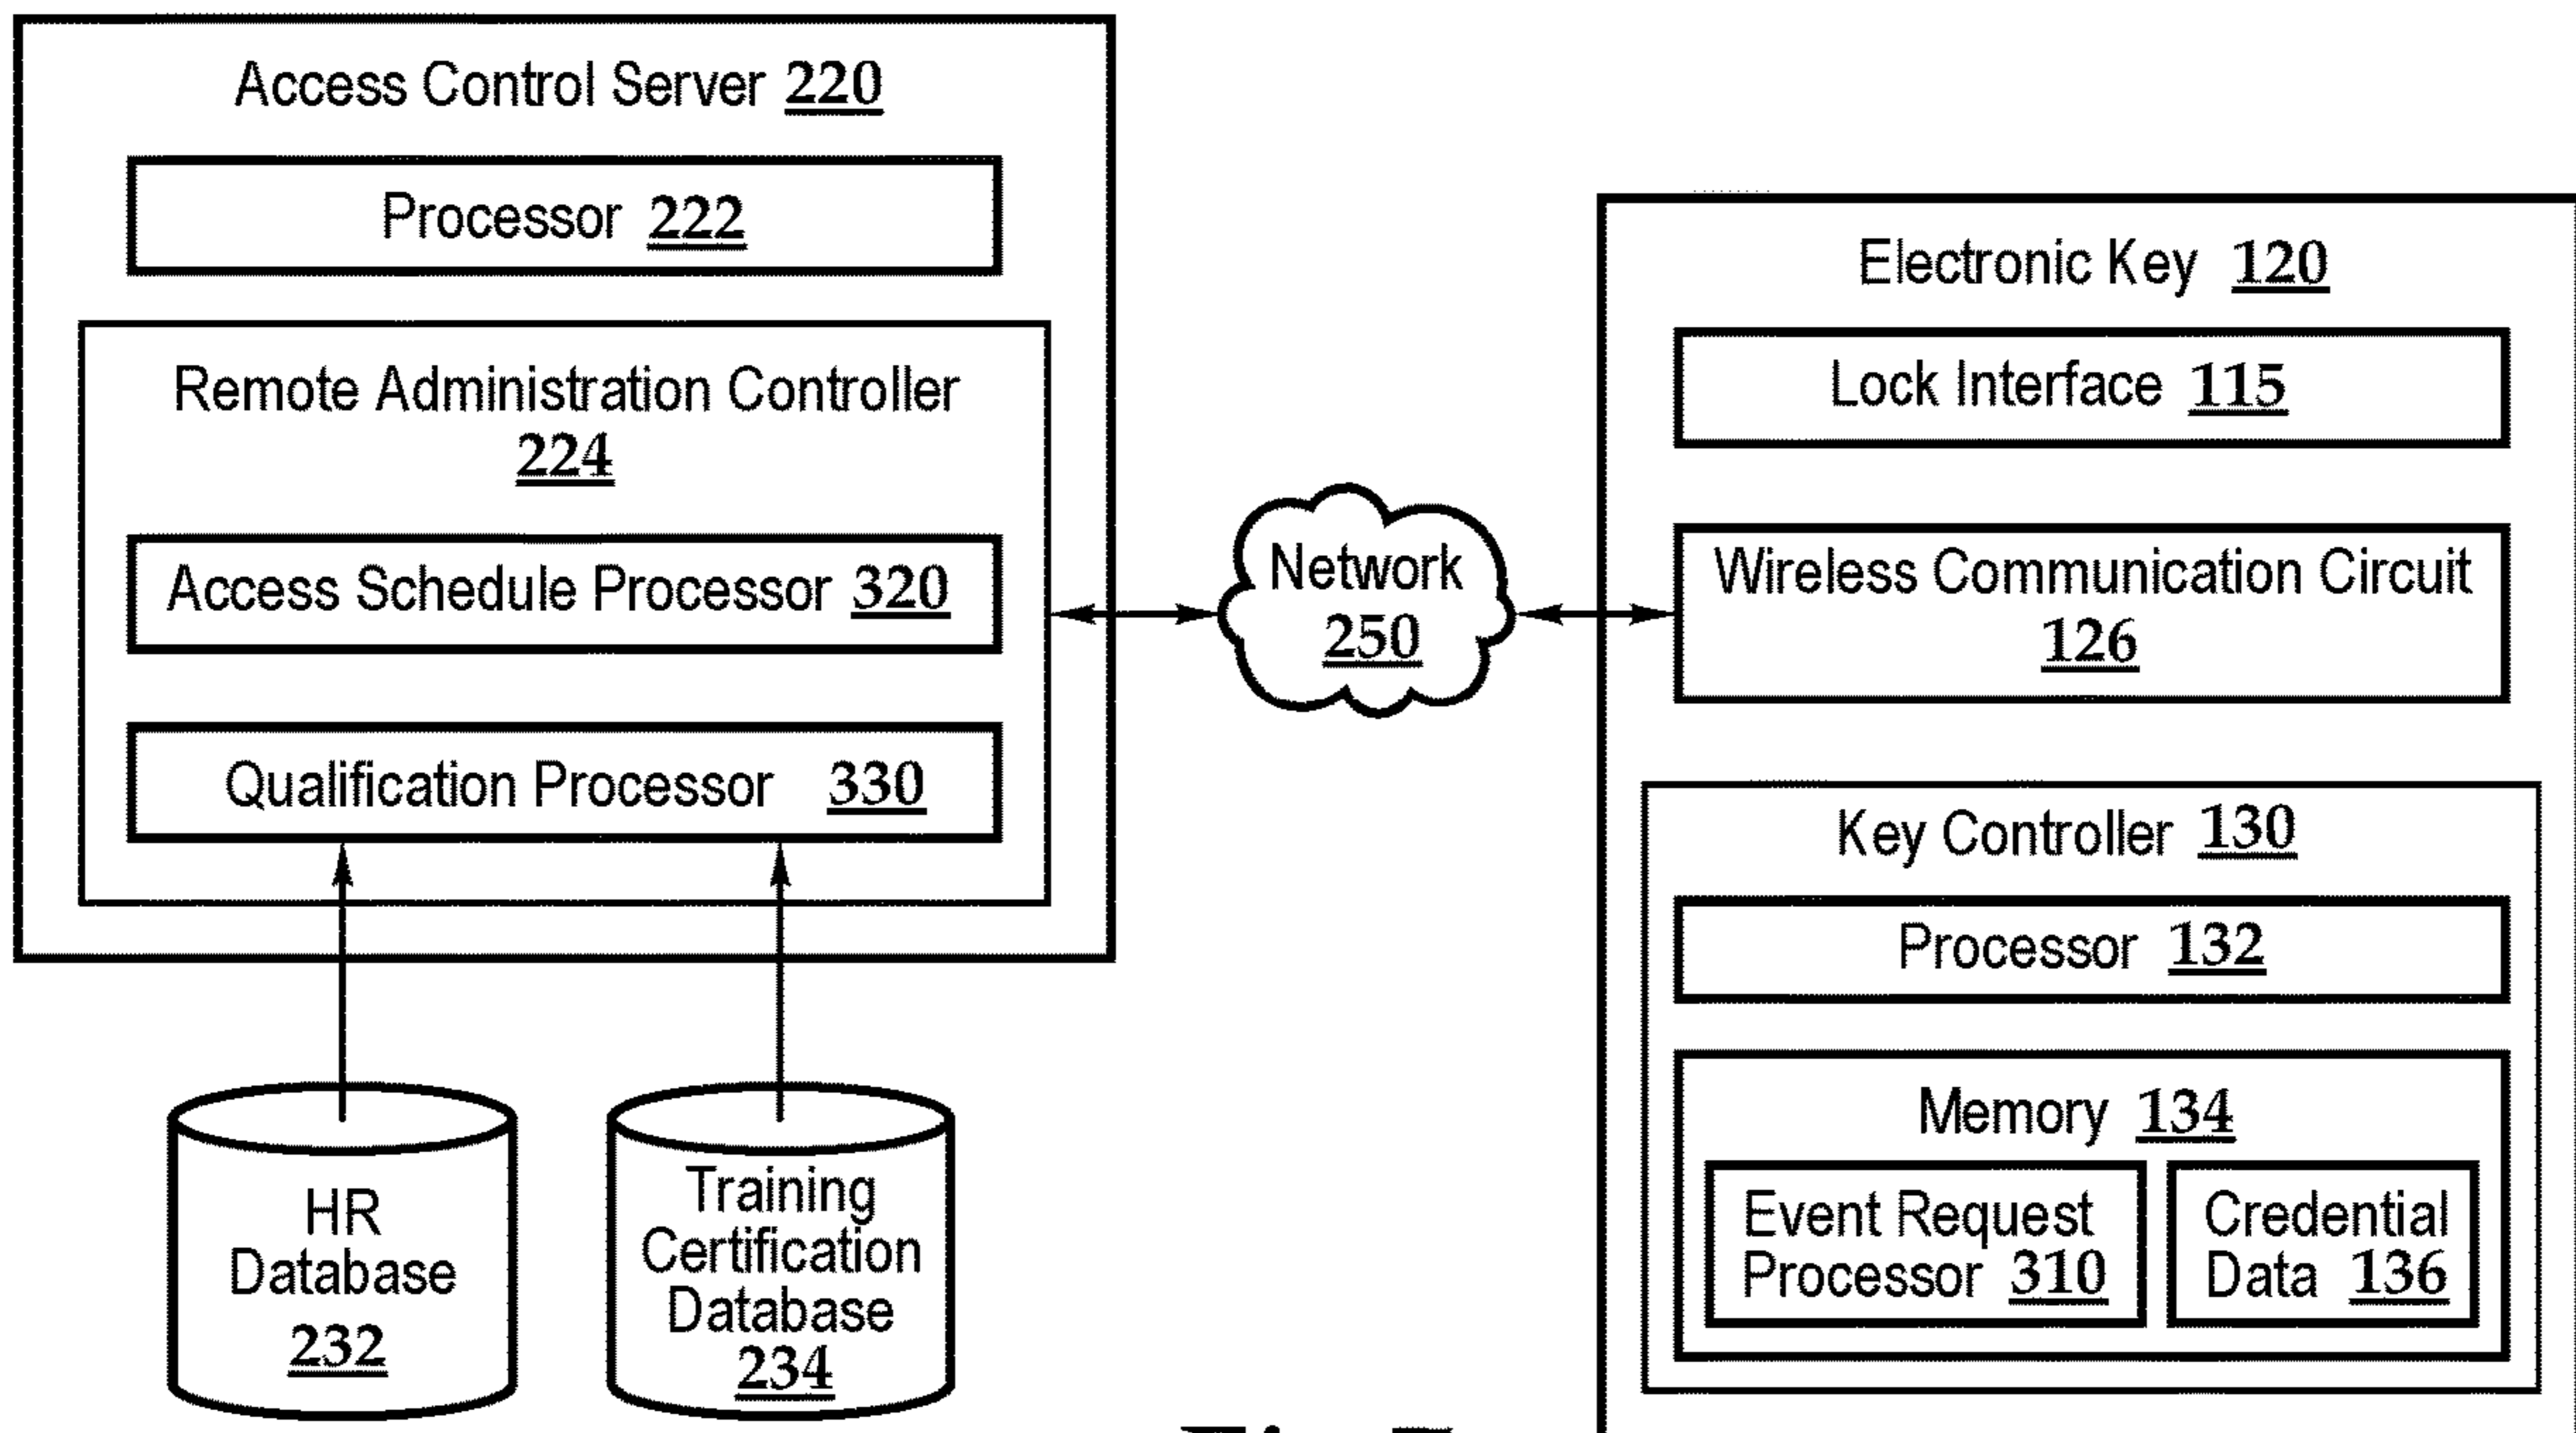 Access Control Server 220
Processor 222
Remote Administration Controller
224
Access Schedule Processor 320
Qualification Processor 330
HR
Database
232
Training
Certification
Database
234
Network
250
Electronic Key 120
Lock Interface 115
Wireless Communication Circuit
126
Key Controller 130
Processor 132
Memory 134
Event Request
Processor 310
Credential
Data 136